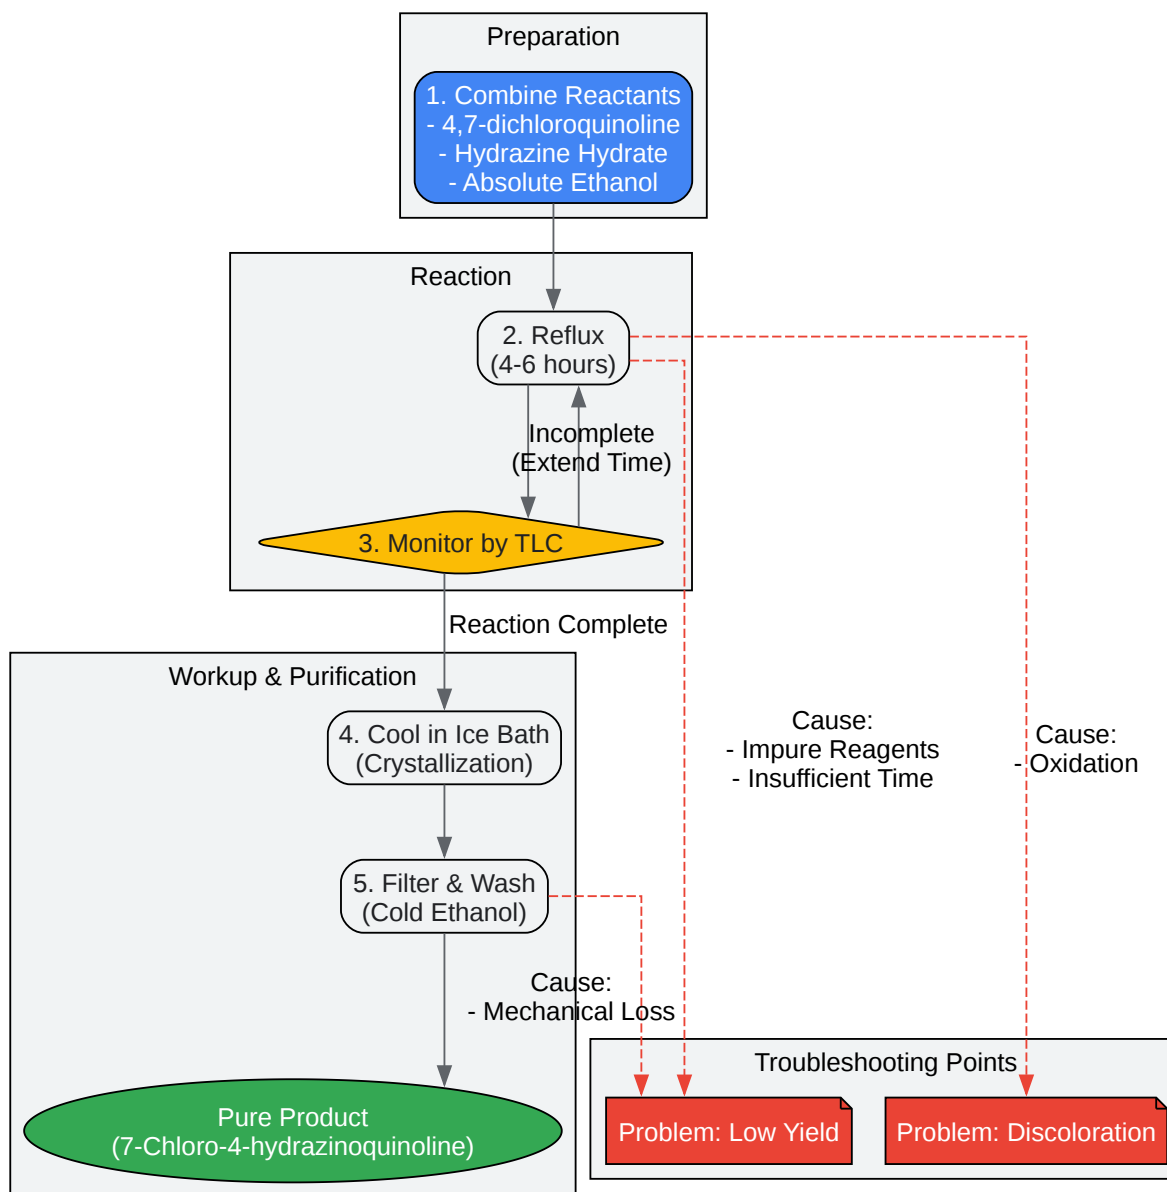 Preparation
1. Combine Reactants
- 4,7-dichloroquinoline
- Hydrazine Hydrate
- Absolute Ethanol
Reaction
2. Reflux
(4-6 hours)
Incomplete
(Extend Time)
3. Monitor by TLC
Reaction Complete
Workup & Purification
4. Cool in Ice Bath
(Crystallization)
Cause:
- Impure Reagents
- Insufficient Time
Cause:
- Oxidation
5. Filter & Wash
(Cold Ethanol)
Cause:
- Mechanical Loss
Pure Product
(7-Chloro-4-hydrazinoquinoline)
Troubleshooting Points
Problem: Low Yield
Problem: Discoloration